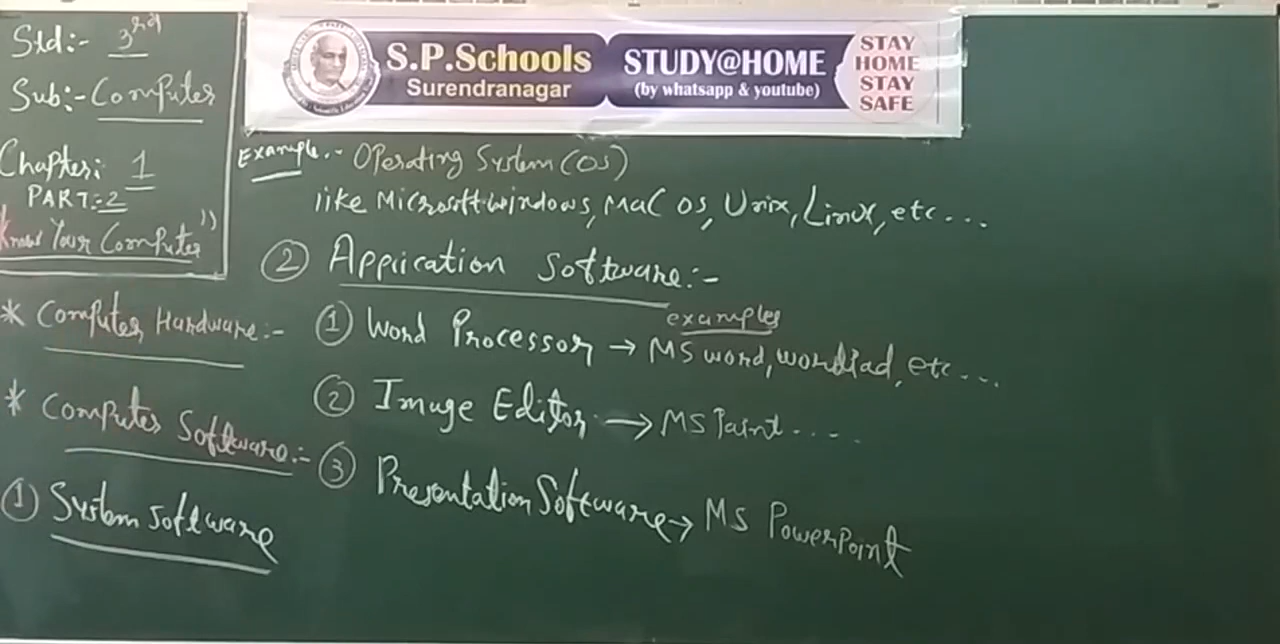 Std:- 3rd
Sub:- Computer
Chapter: 1
PART:-2
Know Your Computer"
* Computer Hardware:-
* Computer Software:-
① System Software
S.P.Schools
Surendranagar
STUDY@HOME
(by whatsapp & youtube)
STAY
HOME
STAY
SAFE
Example:- Operating System (OS)
like Microsoft windows, Mac OS, Unix, Linux, etc...
② Application Software:-
examples
① Word Processor → MS word, wordPad, etc...
② Image Editor → MS Paint....
③ Presentation Software → MS PowerPoint